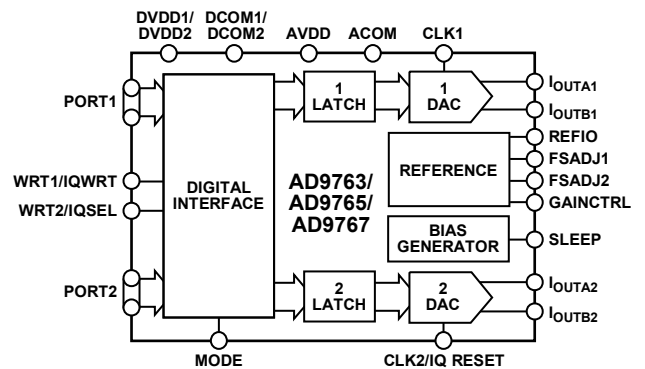 DVDD1/
DVDD2
DCOM1/
DCOM2
AVDD
ACOM
CLK1
PORT1
WRT1/IQWRT
WRT2/IQSEL
PORT2
DIGITAL
INTERFACE
1
LATCH
1
DAC
REFERENCE
AD9763/
AD9765/
AD9767
BIAS
GENERATOR
2
LATCH
2
DAC
IOUTA1
IOUTB1
REFIO
FSADJ1
FSADJ2
GAINCTRL
SLEEP
IOUTA2
IOUTB2
MODE
CLK2/IQ RESET